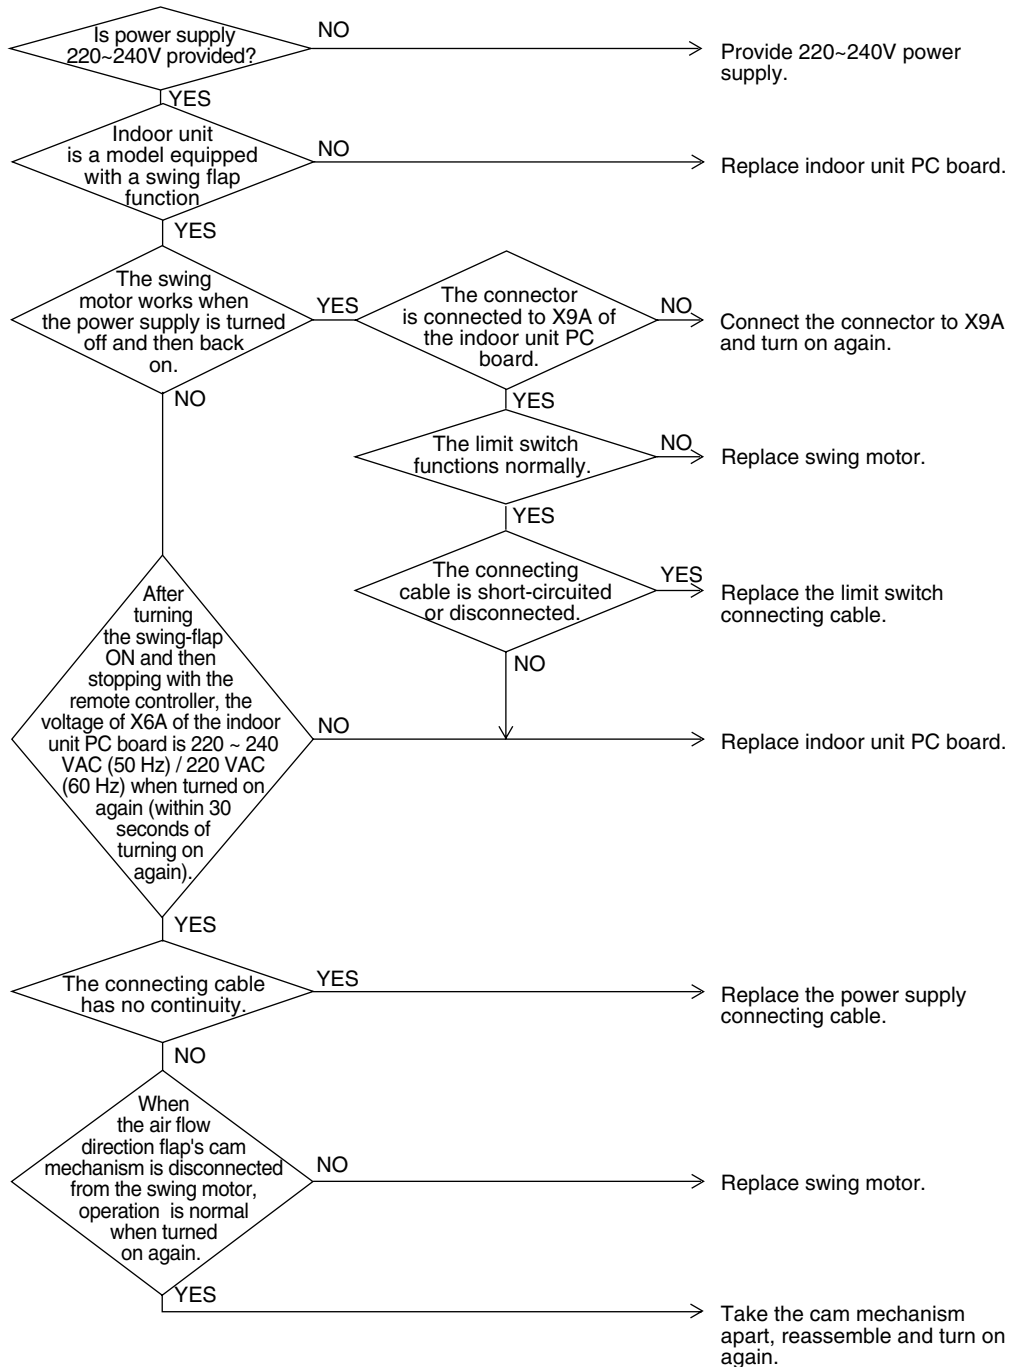 Is power supply
220~240V provided?
NO
Provide 220~240V power
supply.
YES
Indoor unit
is a model equipped
with a swing flap
function
NO
Replace indoor unit PC board.
YES
The swing
motor works when
the power supply is turned
off and then back
on.
YES
The connector
is connected to X9A of
the indoor unit PC
board.
NO
Connect the connector to X9A
and turn on again.
NO
YES
The limit switch
functions normally.
NO
Replace swing motor.
YES
The connecting
cable is short-circuited
or disconnected.
YES
Replace the limit switch
connecting cable.
NO
After
turning
the swing-flap
ON and then
stopping with the
remote controller, the
voltage of X6A of the indoor
unit PC board is 220 ~ 240
VAC (50 Hz) / 220 VAC
(60 Hz) when turned on
again (within 30
seconds of
turning on
again).
NO
Replace indoor unit PC board.
YES
The connecting cable
has no continuity.
YES
Replace the power supply
connecting cable.
NO
When
the air flow
direction flap's cam
mechanism is disconnected
from the swing motor,
operation is normal
when turned
on again.
NO
Replace swing motor.
YES
Take the cam mechanism
apart, reassemble and turn on
again.